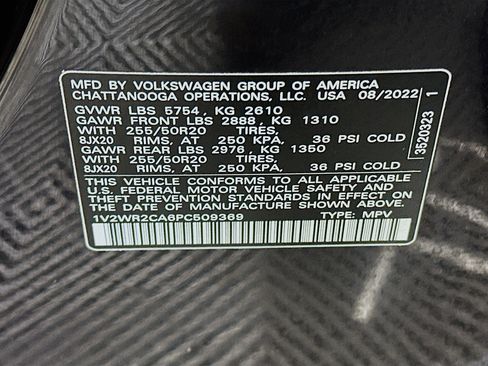 MFD. BY VOLKSWAGEN GROUP OF AMERICA
CHATTANOOGA OPERATIONS, LLC. USA 08/2022
GVWR LBS 5754, KG 2610
GAWR FRONT LBS 2888, KG 1310
WITH 255/50R20 TIRES,
8JX20 RIMS, AT 250 KPA, 36 PSI COLD
GAWR REAR LBS 2978, KG 1350
WITH 255/50R20 TIRES,
8JX20 RIMS, AT 250 KPA, 36 PSI COLD
THIS VEHICLE CONFORMS TO ALL APPLICABLE
U.S. FEDERAL MOTOR VEHICLE SAFETY AND
THEFT PREVENTION STANDARDS IN EFFECT ON
THE DATE OF MANUFACTURE SHOWN ABOVE.
1V2WR2CA6PC509369 TYPE: MPV
3520323 1